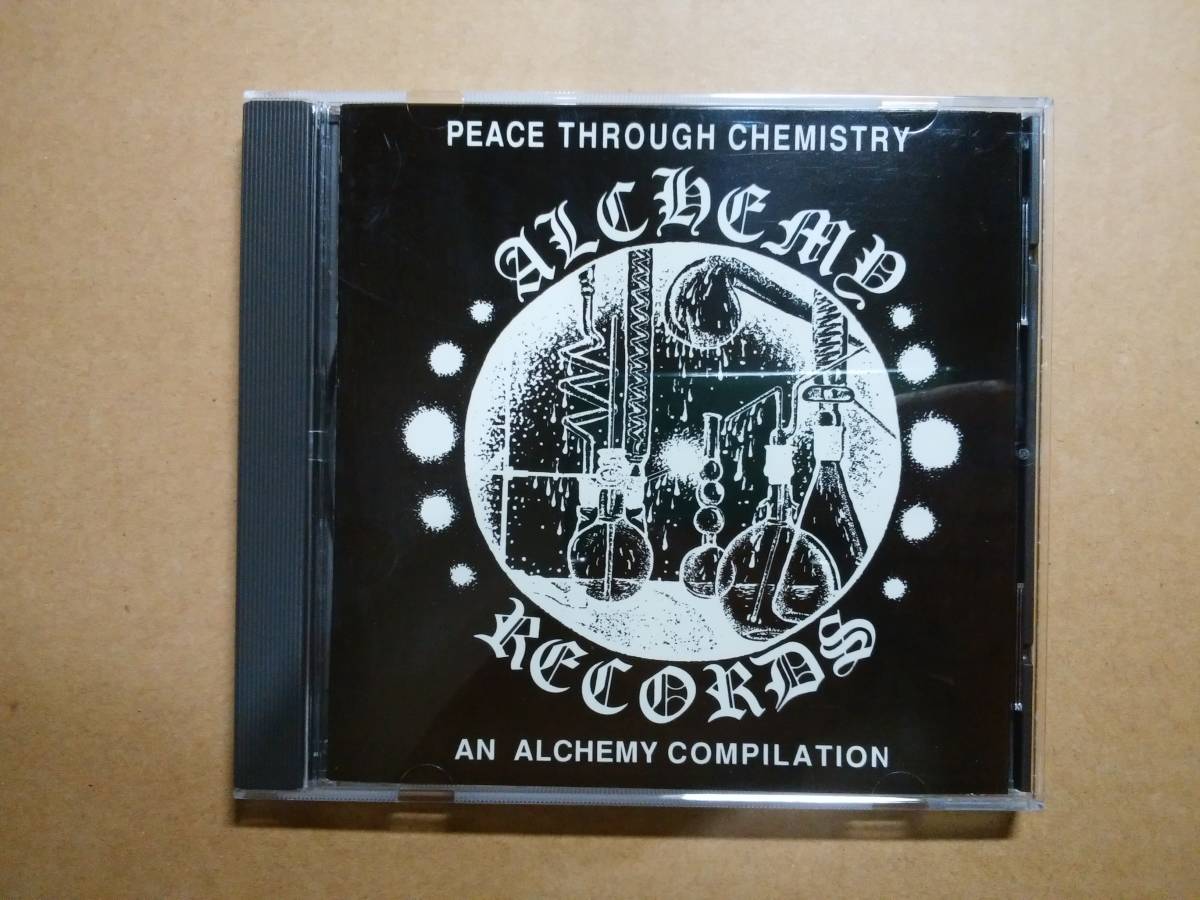 PEACE THROUGH CHEMISTRY
ALCHEMY
RECORDS
AN ALCHEMY COMPILATION